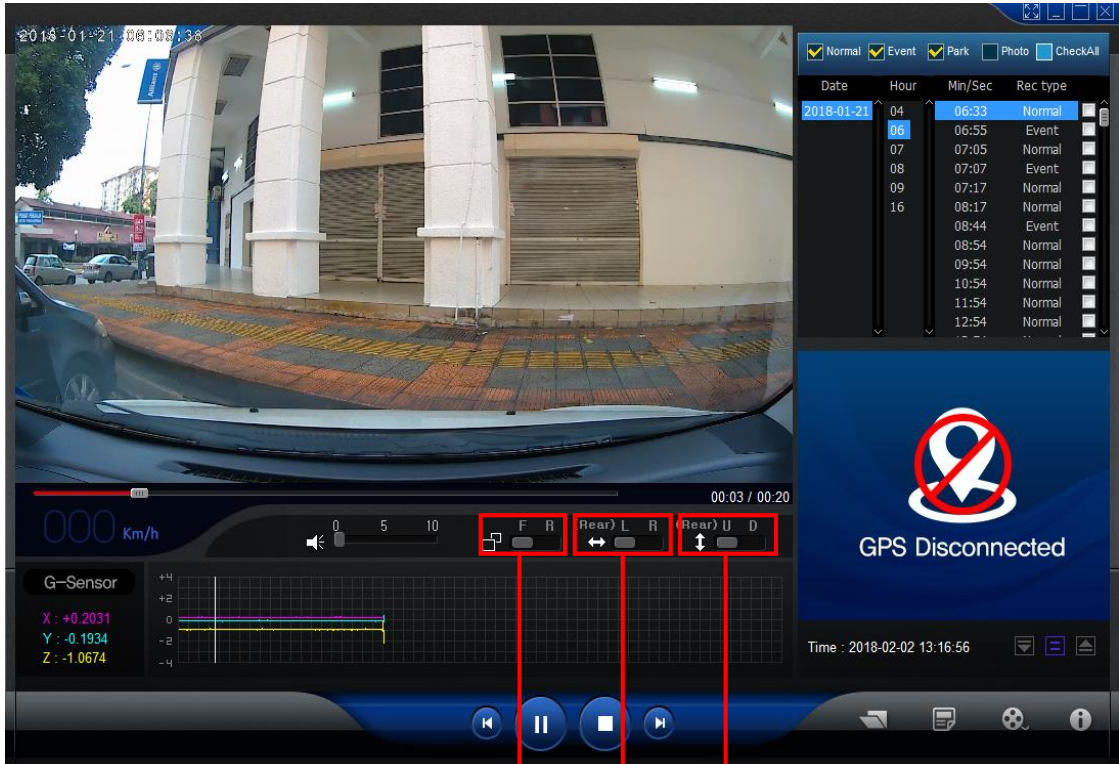 2018-01-21 06:08:38
Allianz
Normal Event Park Photo CheckAll
Date Hour Min/Sec Rec type
2018-01-21 04 06:33 Normal
06 06:55 Event
07 07:05 Normal
08 07:07 Event
09 07:17 Normal
16 08:17 Normal
08:44 Event
08:54 Normal
09:54 Normal
10:54 Normal
11:54 Normal
12:54 Normal
00:03 / 00:20
000 Km/h
0 5 10
F R
(Rear) L R
(Rear) U D
GPS Disconnected
G-Sensor
X : +0.2031
Y : -0.1934
Z : -1.0674
+4
+2
0
-2
-4
Time : 2018-02-02 13:16:56